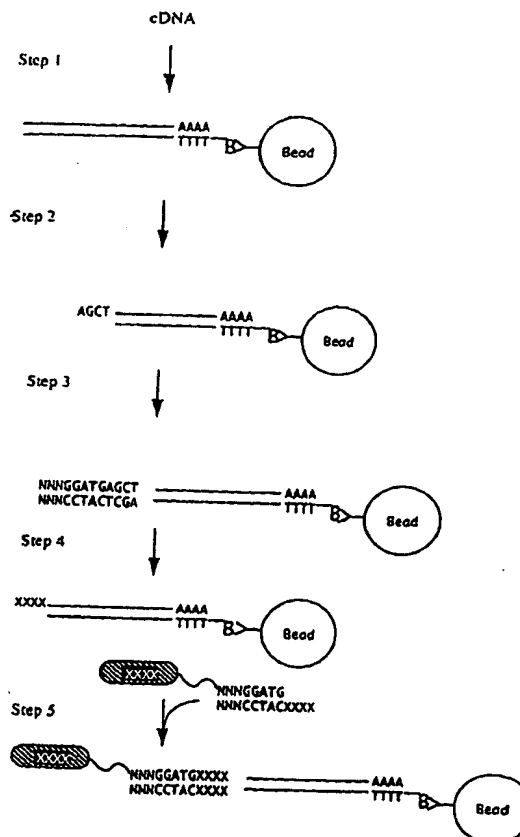 cDNA
Step 1
AAAA
TTTT
B
Bead
Step 2
AGCT
AAAA
TTTT
B
Bead
Step 3
NNNGGATGAGCT
NNNCCTACTCGA
AAAA
TTTT
B
Bead
Step 4
XXXX
AAAA
TTTT
B
Bead
XXXX
NNNGGATG
NNNCCTACXXXX
Step 5
XXXX
NNNGGATGXXXX
NNNCCTACXXXX
AAAA
TTTT
B
Bead